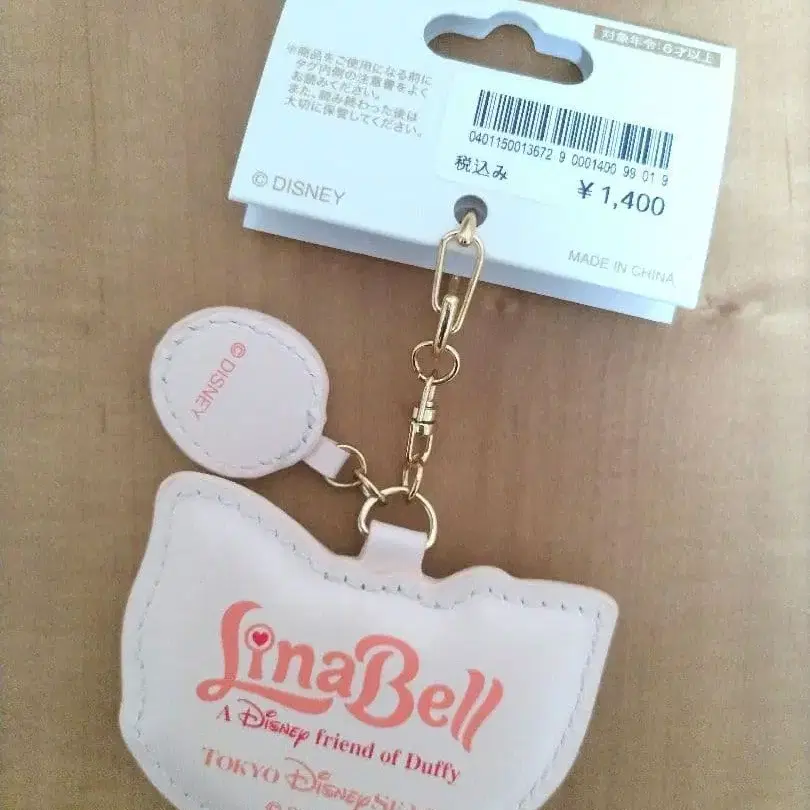 対象年令:6才以上
※商品をご使用になる前に
タグ内側の注意書をよく
お読みください。
また、読み終わった後は
大切に保管してください。
0401150013672 9 0001400 99 01 9
税込み
¥1,400
© DISNEY
MADE IN CHINA
© DISNEY
LinaBell
A Disney friend of Duffy
TOKYO DISNEYSEA
©